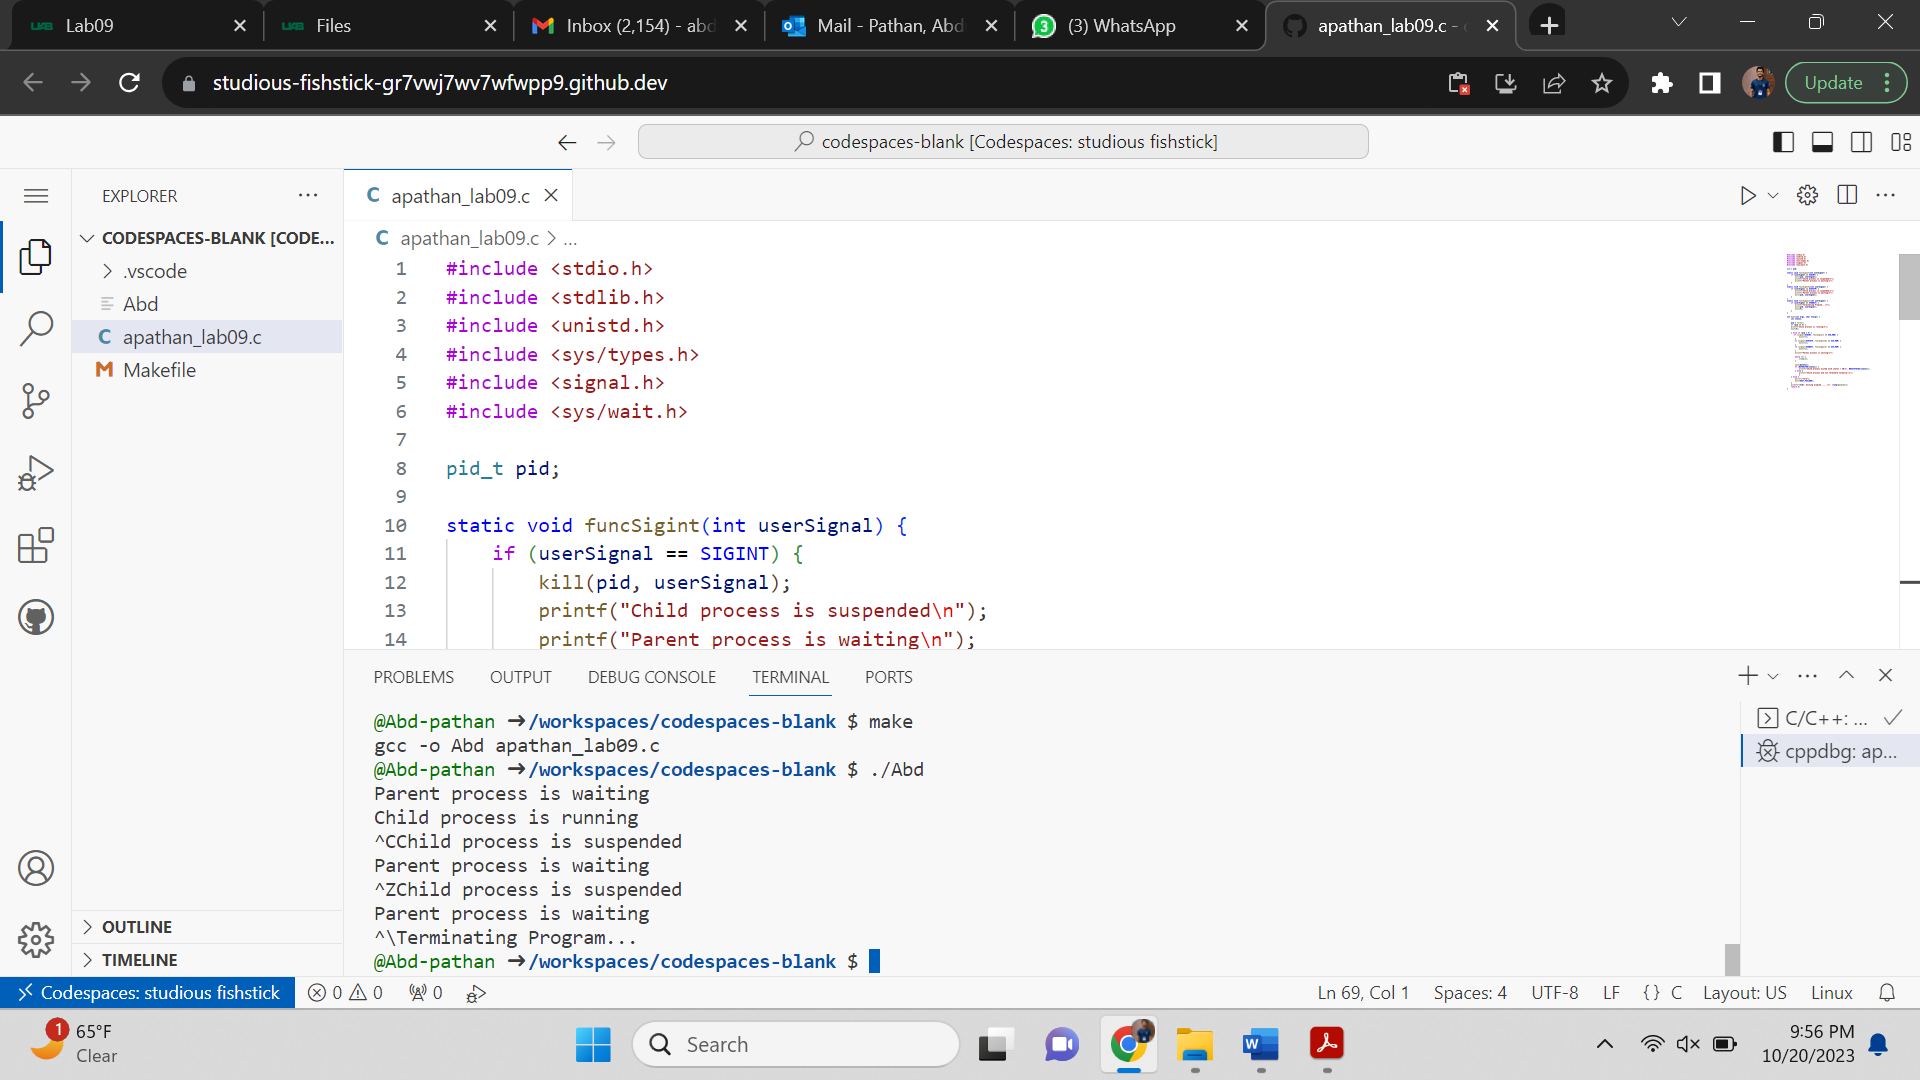 Lab09
Files
Inbox (2,154) - abd
Mail - Pathan, Abd
(3) WhatsApp
apathan_lab09.c -
studious-fishstick-gr7vwj7wv7wfwpp9.github.dev
Update
codespaces-blank [Codespaces: studious fishstick]
EXPLORER
CODESPACES-BLANK [CODE...
.vscode
Abd
C apathan_lab09.c
M Makefile
OUTLINE
TIMELINE
C apathan_lab09.c
C apathan_lab09.c > ...
1 #include <stdio.h>
2 #include <stdlib.h>
3 #include <unistd.h>
4 #include <sys/types.h>
5 #include <signal.h>
6 #include <sys/wait.h>
7
8 pid_t pid;
9
10 static void funcSigint(int userSignal) {
11 if (userSignal == SIGINT) {
12 kill(pid, userSignal);
13 printf("Child process is suspended\n");
14 printf("Parent process is waiting\n");
PROBLEMS OUTPUT DEBUG CONSOLE TERMINAL PORTS
@Abd-pathan ➜/workspaces/codespaces-blank $ make
gcc -o Abd apathan_lab09.c
@Abd-pathan ➜/workspaces/codespaces-blank $ ./Abd
Parent process is waiting
Child process is running
^CChild process is suspended
Parent process is waiting
^ZChild process is suspended
Parent process is waiting
^\Terminating Program...
@Abd-pathan ➜/workspaces/codespaces-blank $
C/C++: ...
cppdbg: ap...
Codespaces: studious fishstick 0 0 0 Ln 69, Col 1 Spaces: 4 UTF-8 LF {} C Layout: US Linux
1
65°F
Clear
Search
9:56 PM
10/20/2023